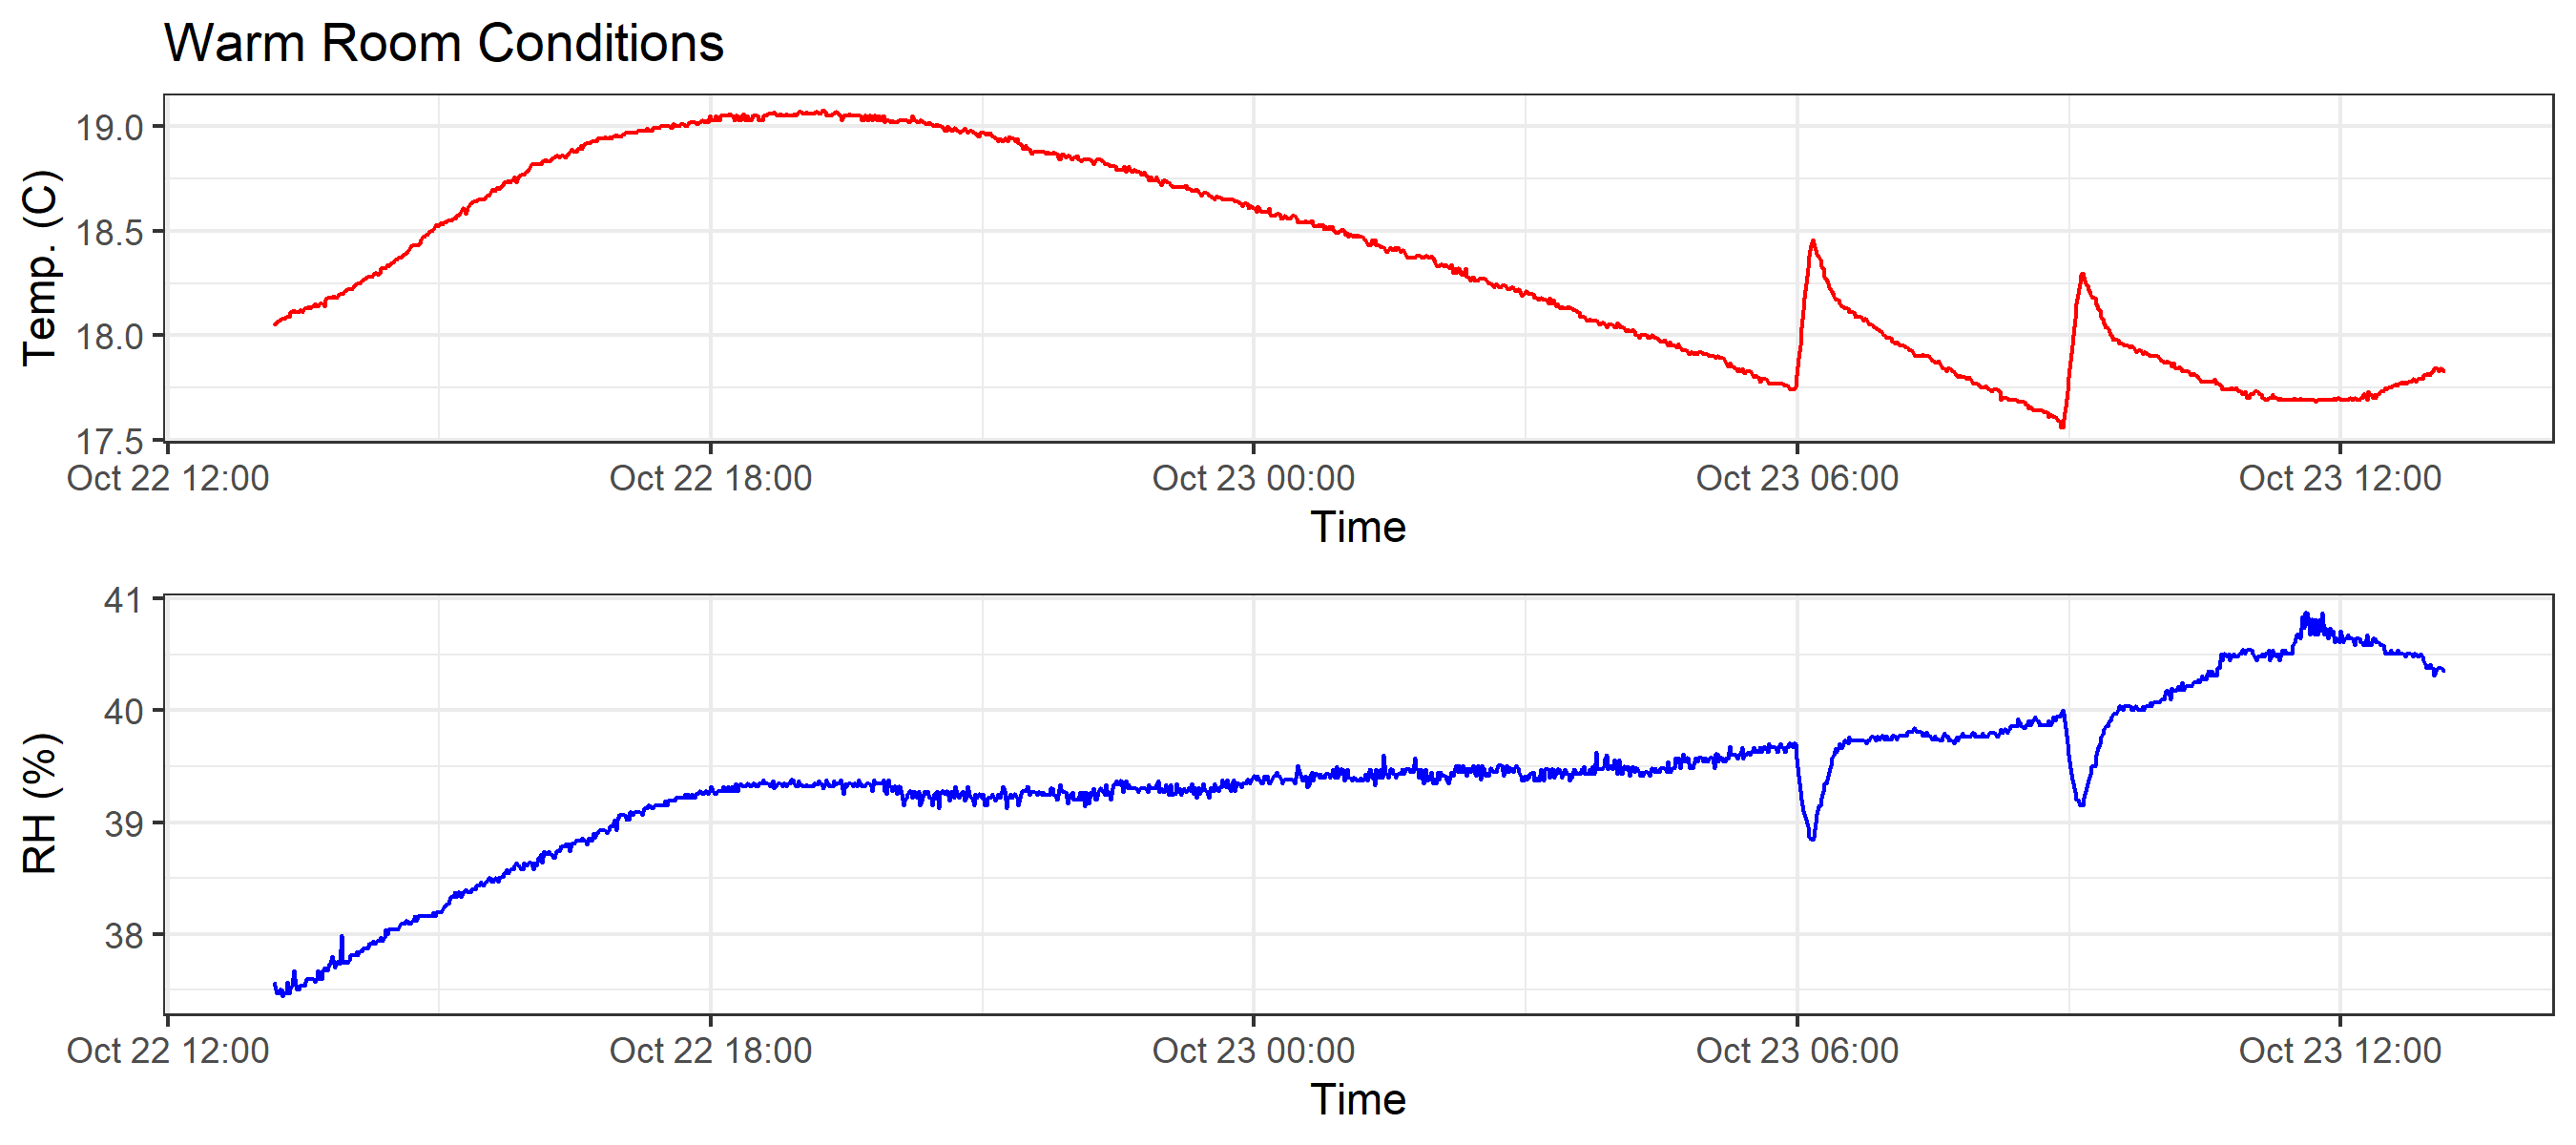 Warm Room Conditions
Temp. (C)
19.0
18.5
18.0
17.5
Oct 22 12:00 Oct 22 18:00 Oct 23 00:00 Oct 23 06:00 Oct 23 12:00
Time
RH (%)
41
40
39
38
Oct 22 12:00 Oct 22 18:00 Oct 23 00:00 Oct 23 06:00 Oct 23 12:00
Time